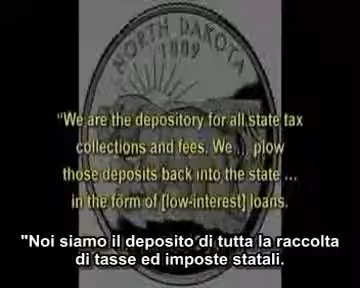 NORTH DAKOTA
1889
“We are the depository for all state tax
collections and fees. We ... plow
those deposits back into the state ...
in the form of [low-interest] loans.
"Noi siamo il deposito di tutta la raccolta
di tasse ed imposte statali.